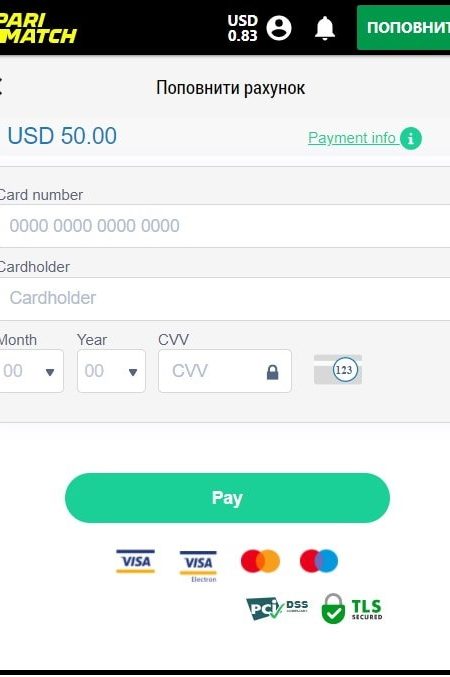 PARI
MATCH
USD
0.83
ПОПОВНИТ
Поповнити рахунок
USD 50.00
Payment info i
Card number
0000 0000 0000 0000
Cardholder
Cardholder
Month Year CVV
00 00 CVV 123
Pay
VISA VISA
Electron
PCI DSS
COMPLIANT
TLS
SECURED